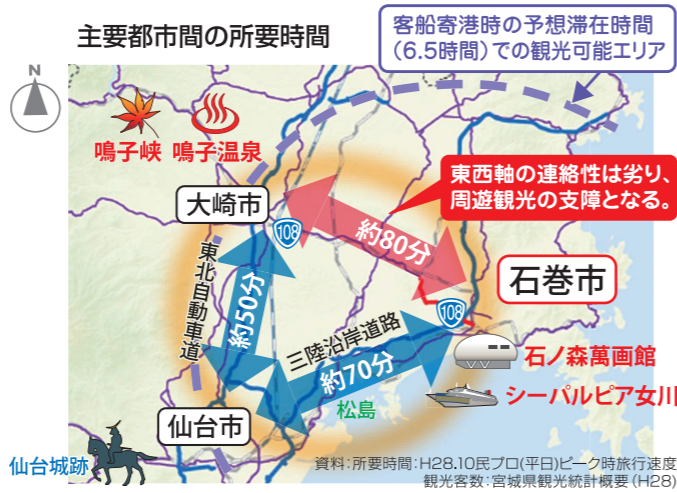 主要都市間の所要時間
客船寄港時の予想滞在時間
（6.5時間）での観光可能エリア
N
鳴子峡
鳴子温泉
東西軸の連絡性は劣り、
周遊観光の支障となる。
大崎市
108
約80分
石巻市
東北自動車道
約50分
108
三陸沿岸道路
約70分
石ノ森萬画館
シーパルピア女川
松島
仙台市
仙台城跡
資料：所要時間：H28.10民プロ(平日)ピーク時旅行速度
観光客数：宮城県観光統計概要（H28）